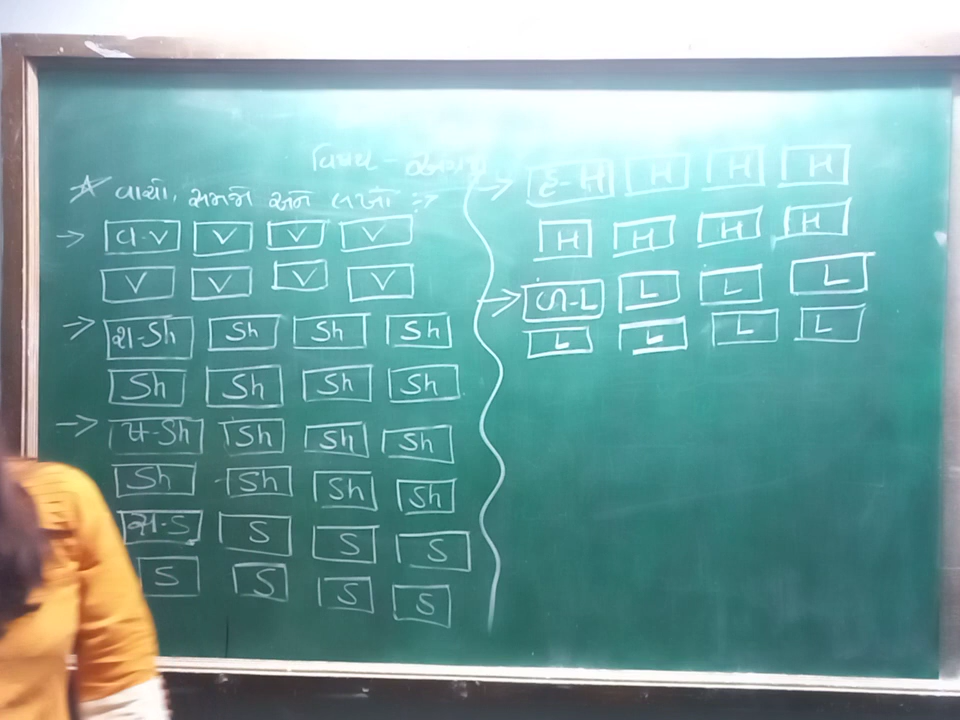 વિષય - અંગ્રેજી
☆ વાંચો, સમજો અને લખો :→
→ વ-V V V V
V V V V
→ શ-Sh Sh Sh Sh
Sh Sh Sh Sh
→ ષ-Sh Sh Sh Sh
Sh Sh Sh Sh
સ-S S S S
S S S S
→ હ-H H H H
H H H H
→ ળ-L L L L
L L L L